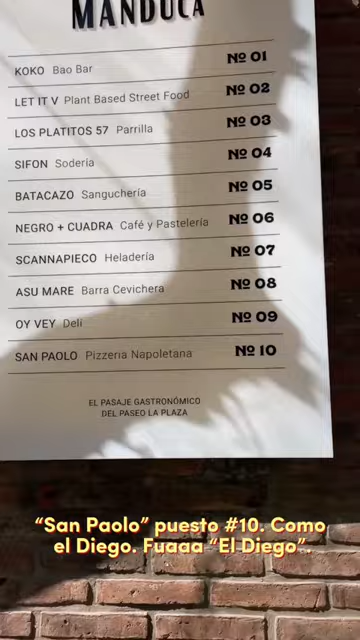 MANDUCA
KOKO Bao Bar Nº 01
LET IT V Plant Based Street Food Nº 02
LOS PLATITOS 57 Parrilla Nº 03
SIFON Sodería Nº 04
BATACAZO Sanguchería Nº 05
NEGRO + CUADRA Café y Pastelería Nº 06
SCANNAPIECO Heladería Nº 07
ASU MARE Barra Cevichera Nº 08
OY VEY Deli Nº 09
SAN PAOLO Pizzeria Napoletana Nº 10
EL PASAJE GASTRONÓMICO
DEL PASEO LA PLAZA
“San Paolo” puesto #10. Como
el Diego. Fuaaa “El Diego”.